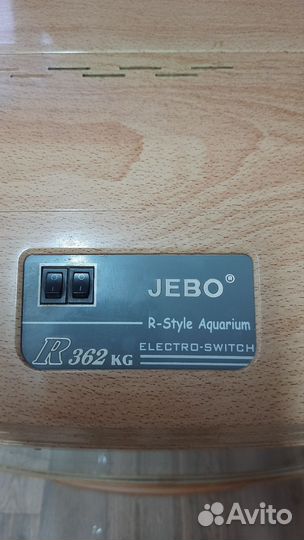 JEBO®
R-Style Aquarium
ELECTRO-SWITCH
R 362 KG
Avito